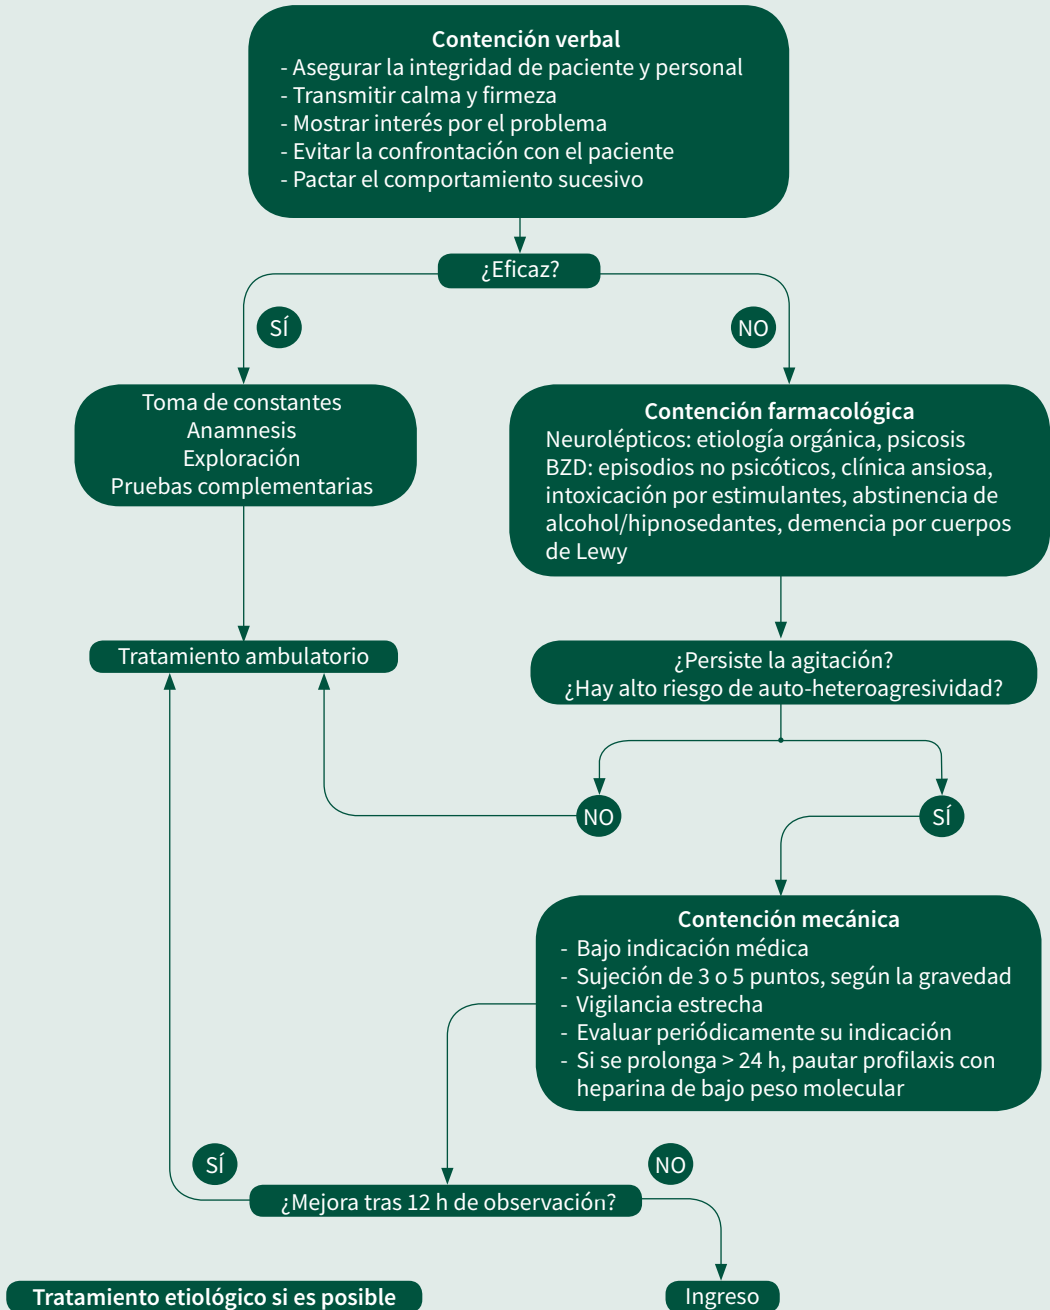 Contención verbal
- Asegurar la integridad de paciente y personal
- Transmitir calma y firmeza
- Mostrar interés por el problema
- Evitar la confrontación con el paciente
- Pactar el comportamiento sucesivo
¿Eficaz?
SÍ
NO
Toma de constantes
Anamnesis
Exploración
Pruebas complementarias
Contención farmacológica
Neurolépticos: etiología orgánica, psicosis
BZD: episodios no psicóticos, clínica ansiosa,
intoxicación por estimulantes, abstinencia de
alcohol/hipnosedantes, demencia por cuerpos
de Lewy
Tratamiento ambulatorio
¿Persiste la agitación?
¿Hay alto riesgo de auto-heteroagresividad?
NO
SÍ
Contención mecánica
- Bajo indicación médica
- Sujeción de 3 o 5 puntos, según la gravedad
- Vigilancia estrecha
- Evaluar periódicamente su indicación
- Si se prolonga > 24 h, pautar profilaxis con
heparina de bajo peso molecular
SÍ
NO
¿Mejora tras 12 h de observación?
Tratamiento etiológico si es posible
Ingreso